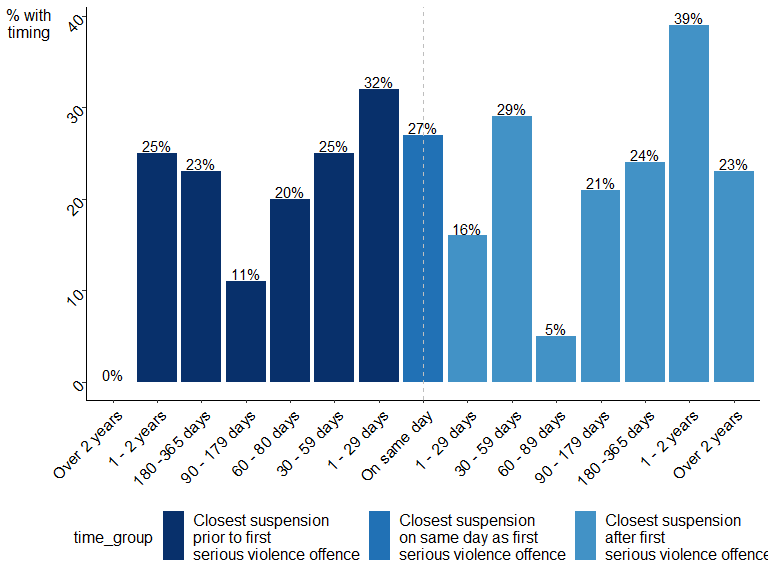 % with
timing
40
30
20
10
0
0%
25%
23%
11%
20%
25%
32%
27%
16%
29%
5%
21%
24%
39%
23%
Over 2 years
1 - 2 years
180 -365 days
90 - 179 days
60 - 80 days
30 - 59 days
1 - 29 days
On same day
1 - 29 days
30 - 59 days
60 - 89 days
90 - 179 days
180 -365 days
1 - 2 years
Over 2 years
time_group
Closest suspension
prior to first
serious violence offence
Closest suspension
on same day as first
serious violence offence
Closest suspension
after first
serious violence offence